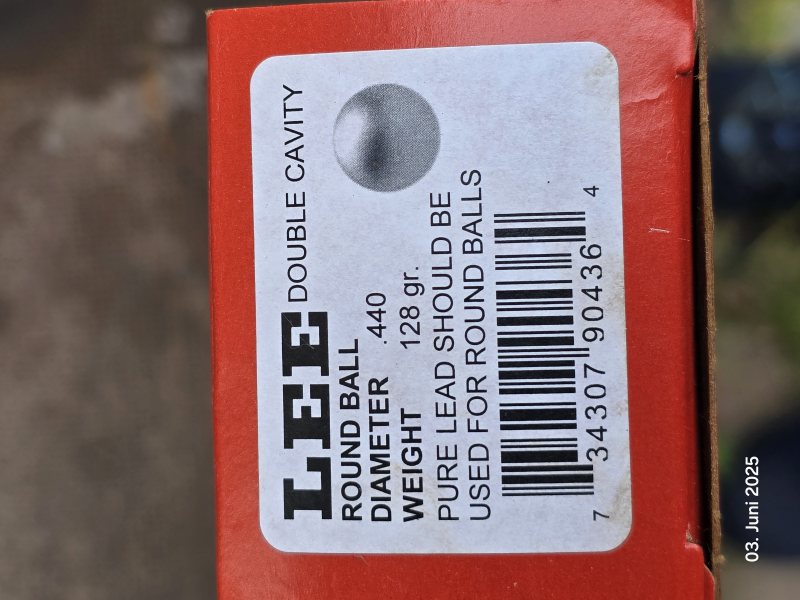 LEE DOUBLE CAVITY
ROUND BALL
DIAMETER .440
WEIGHT 128 gr.
PURE LEAD SHOULD BE
USED FOR ROUND BALLS
7 34307 90436 4
03. Juni 2025